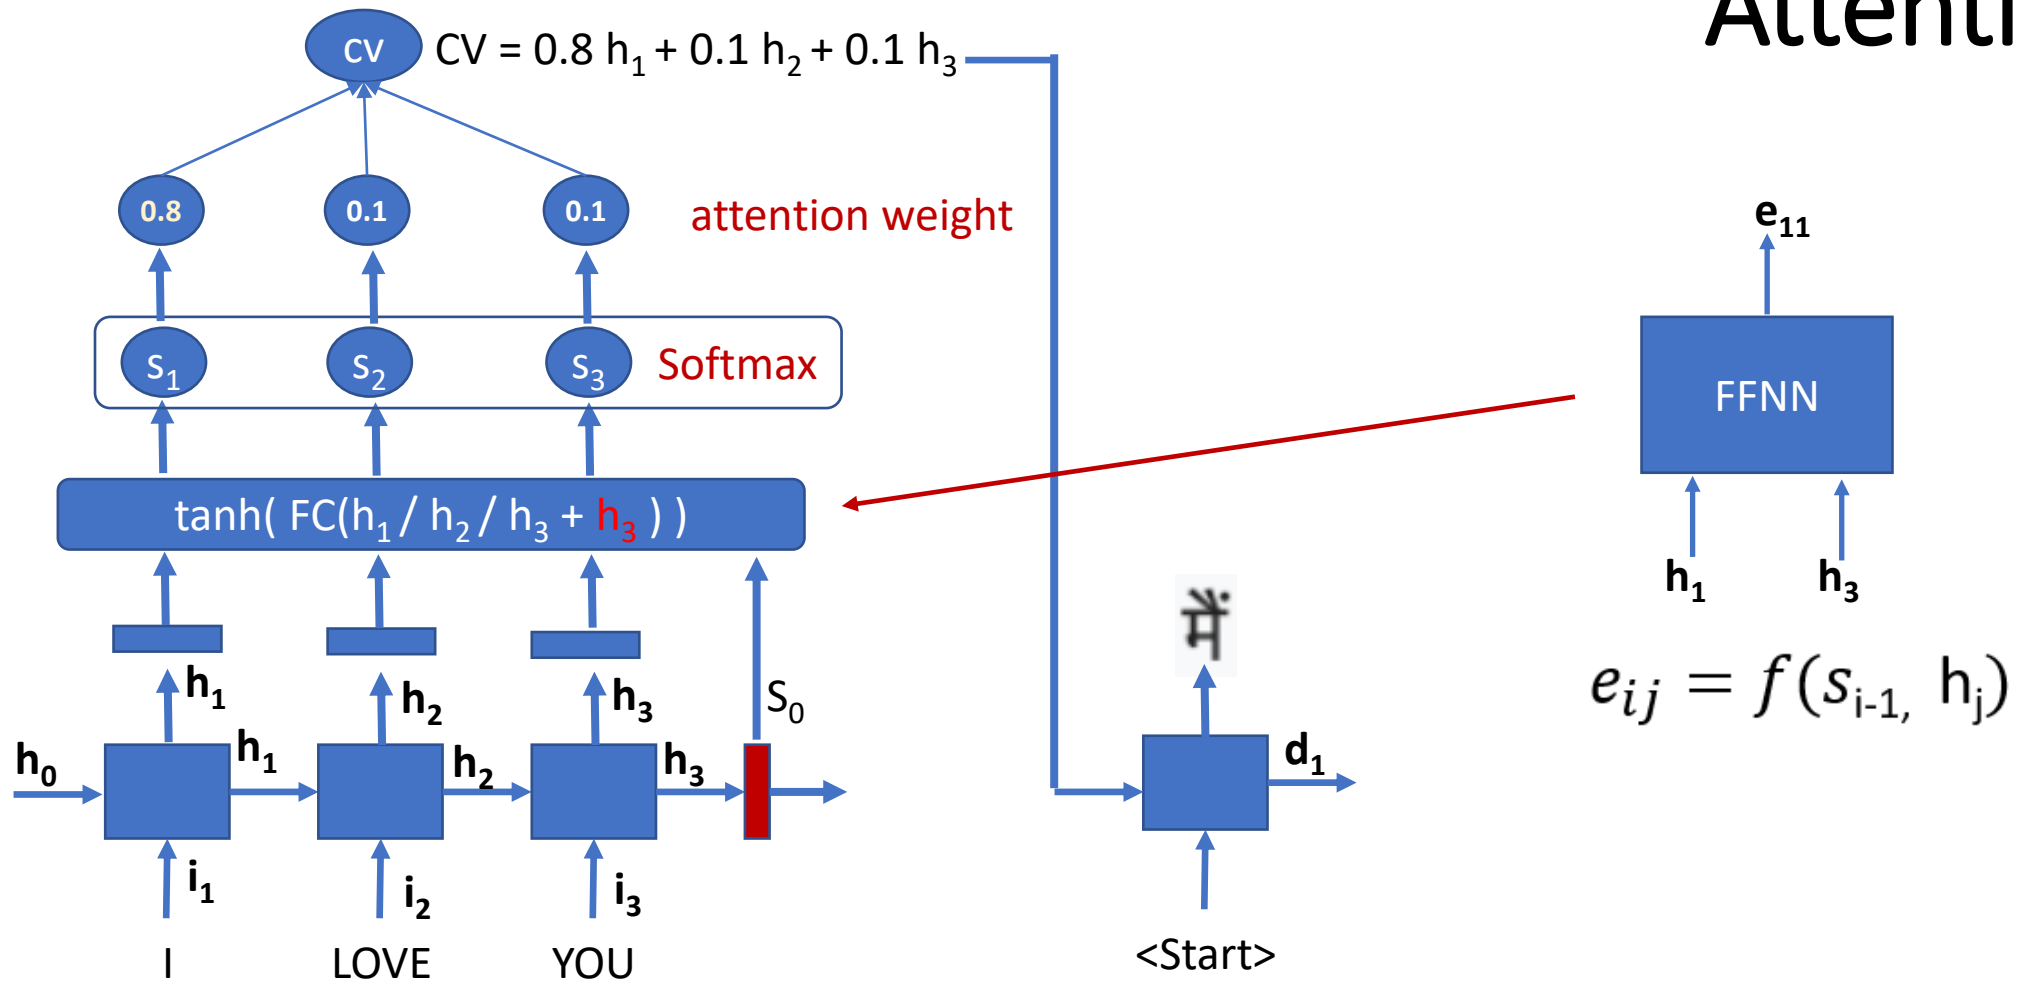 Attenti
cv
CV = 0.8 h₁ + 0.1 h₂ + 0.1 h₃
0.8
0.1
0.1
attention weight
s₁
s₂
s₃
Softmax
tanh( FC(h₁ / h₂ / h₃ + h₃ ) )
h₁
h₂
h₃
S₀
h₀
h₁
h₂
h₃
i₁
i₂
i₃
I
LOVE
YOU
मैं
d₁
<Start>
e₁₁
FFNN
h₁
h₃
eᵢⱼ = f(sᵢ₋₁, hⱼ)